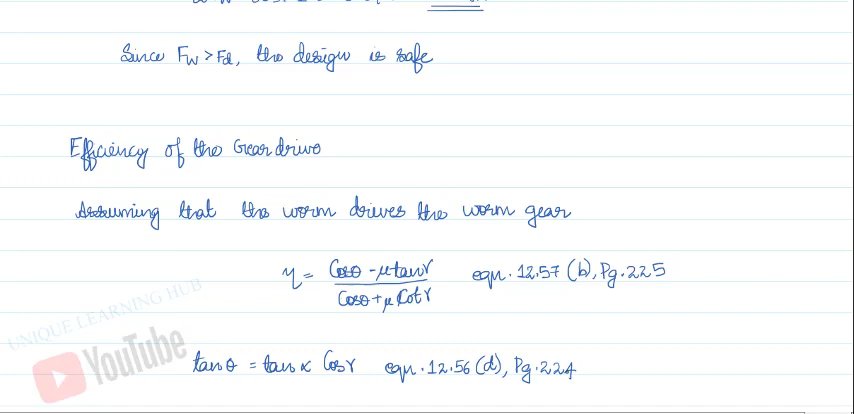 Since Fw > Fd, the design is safe
Efficiency of the Gear drive
Assuming that the worm drives the worm gear
η = (Cosθ - μ tanγ) / (Cosθ + μ Cotγ) eqn. 12.57 (b), Pg. 225
UNIQUE LEARNING HUB
YouTube
tanθ = tanα Cosγ eqn. 12.56 (d), Pg. 224